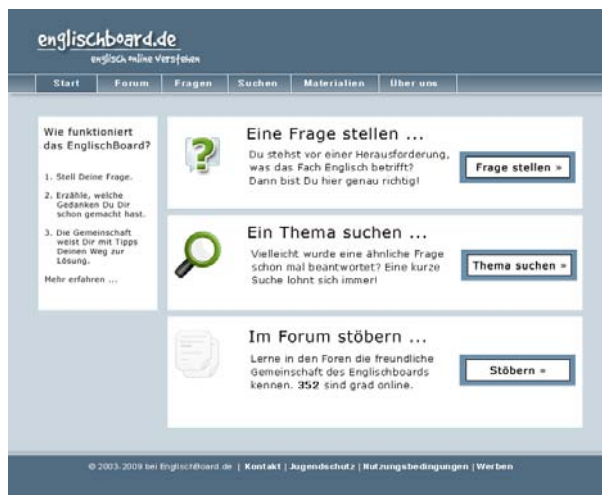 englischboard.de
englisch online verstehen
Start Forum Fragen Suchen Materialien Über uns
Wie funktioniert
das EnglischBoard?
1. Stell Deine Frage.
2. Erzähle, welche
Gedanken Du Dir
schon gemacht hast.
3. Die Gemeinschaft
weist Dir mit Tipps
Deinen Weg zur
Lösung.
Mehr erfahren ...
Eine Frage stellen ...
Du stehst vor einer Herausforderung,
was das Fach Englisch betrifft?
Dann bist Du hier genau richtig!
Frage stellen »
Ein Thema suchen ...
Vielleicht wurde eine ähnliche Frage
schon mal beantwortet? Eine kurze
Suche lohnt sich immer!
Thema suchen »
Im Forum stöbern ...
Lerne in den Foren die freundliche
Gemeinschaft des Englischboards
kennen. 352 sind grad online.
Stöbern »
© 2003-2009 bei EnglischBoard.de | Kontakt | Jugendschutz | Nutzungsbedingungen | Werben